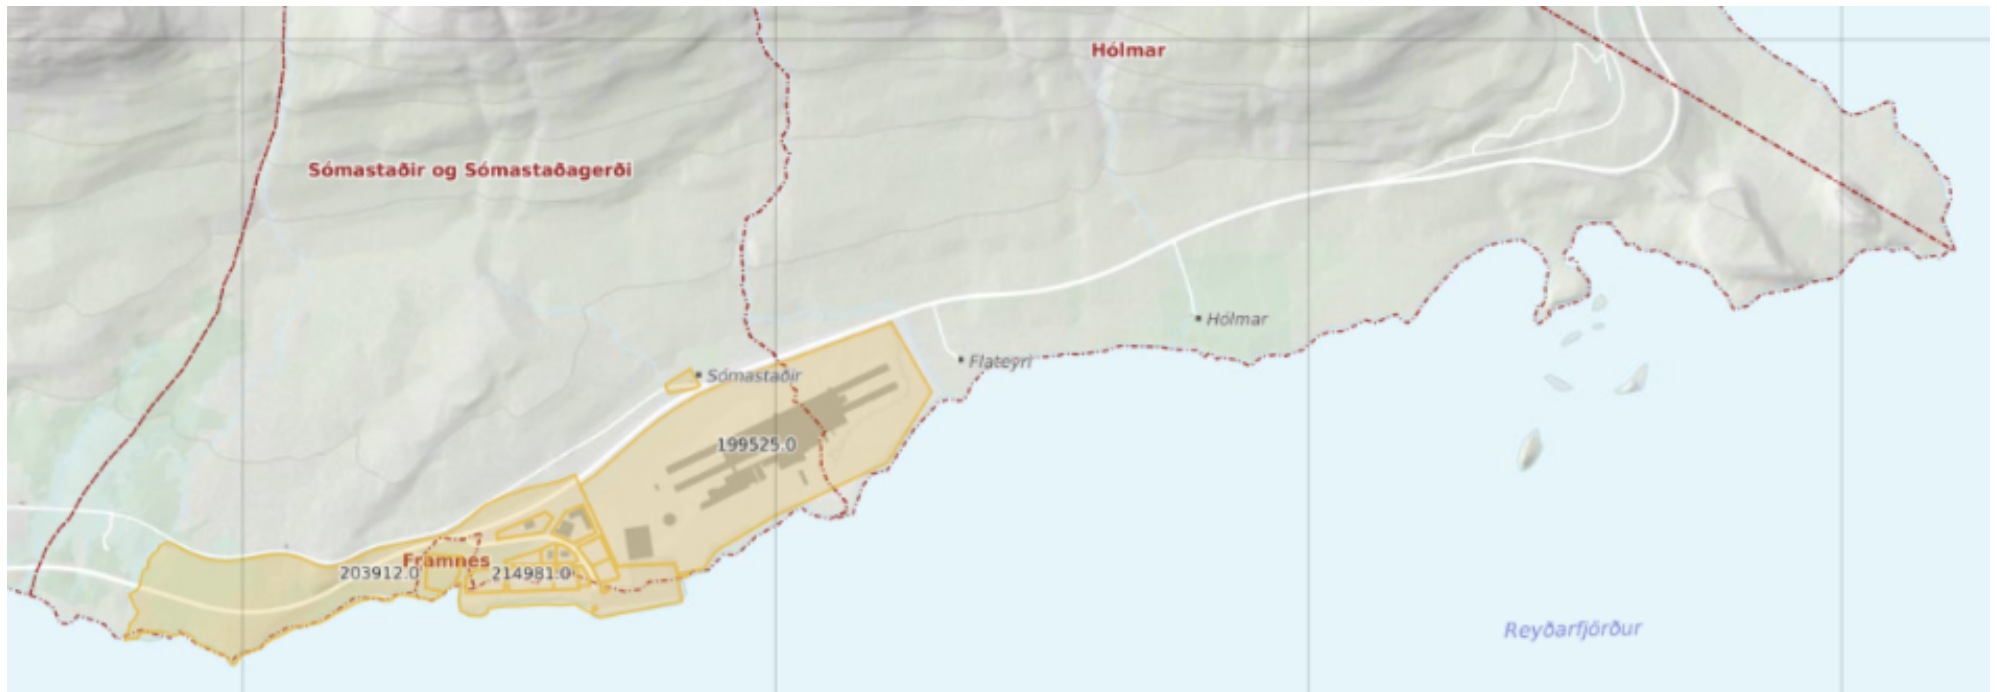 Hólmar
Sómastaðir og Sómastaðagerði
Hólmar
Flateyri
Sómastaðir
199525.0
Framnes
203912.0
214981.0
Reyðarfjörður